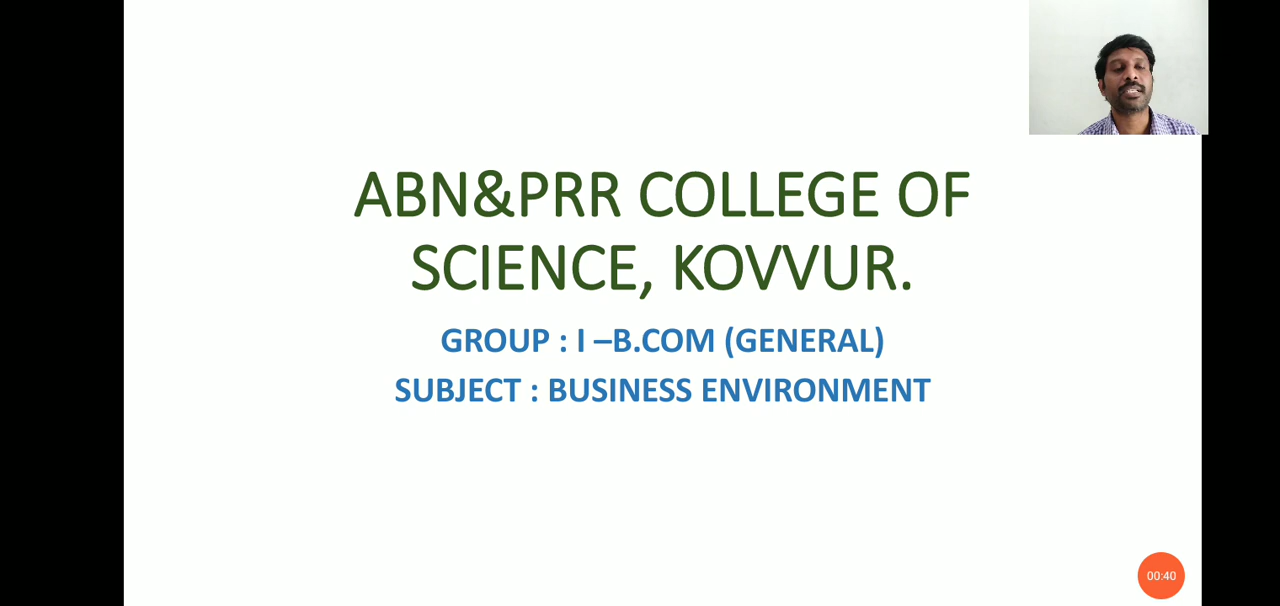 ABN&PRR COLLEGE OF
SCIENCE, KOVVUR.
GROUP : I –B.COM (GENERAL)
SUBJECT : BUSINESS ENVIRONMENT
00:40